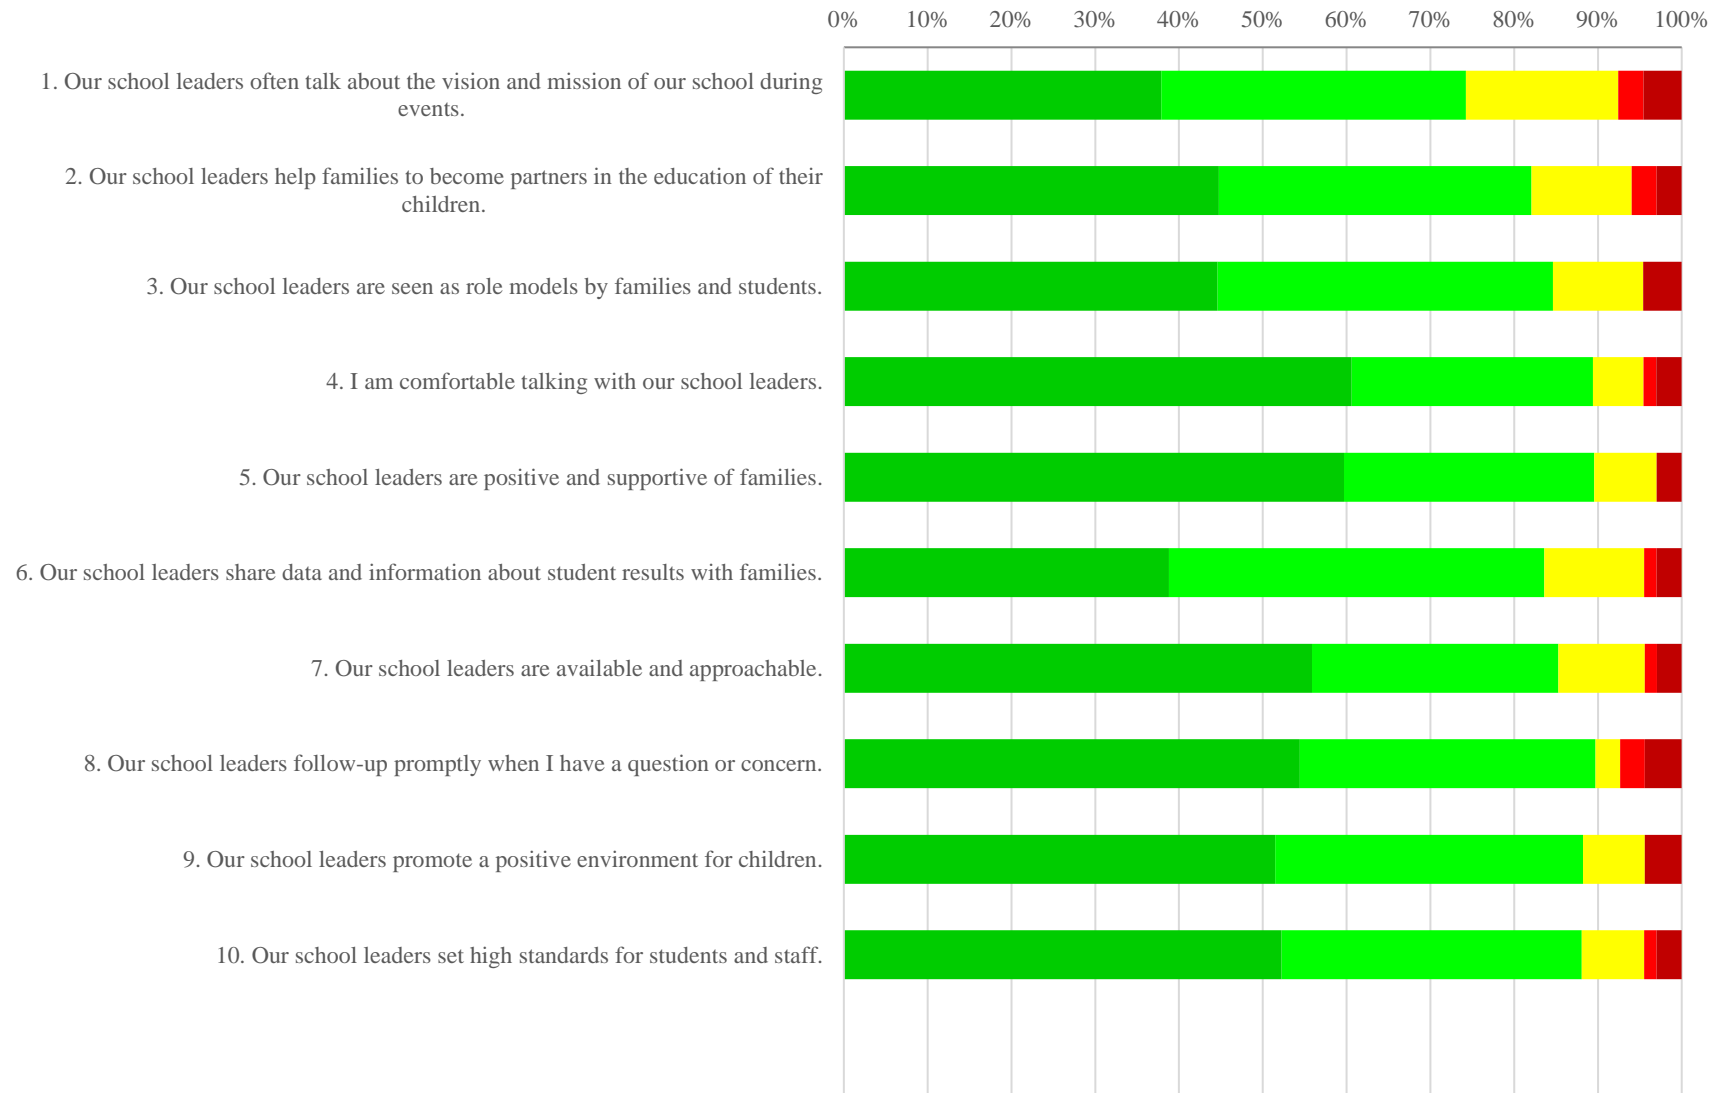 0% 10% 20% 30% 40% 50% 60% 70% 80% 90% 100%
1. Our school leaders often talk about the vision and mission of our school during
events.
2. Our school leaders help families to become partners in the education of their
children.
3. Our school leaders are seen as role models by families and students.
4. I am comfortable talking with our school leaders.
5. Our school leaders are positive and supportive of families.
6. Our school leaders share data and information about student results with families.
7. Our school leaders are available and approachable.
8. Our school leaders follow-up promptly when I have a question or concern.
9. Our school leaders promote a positive environment for children.
10. Our school leaders set high standards for students and staff.